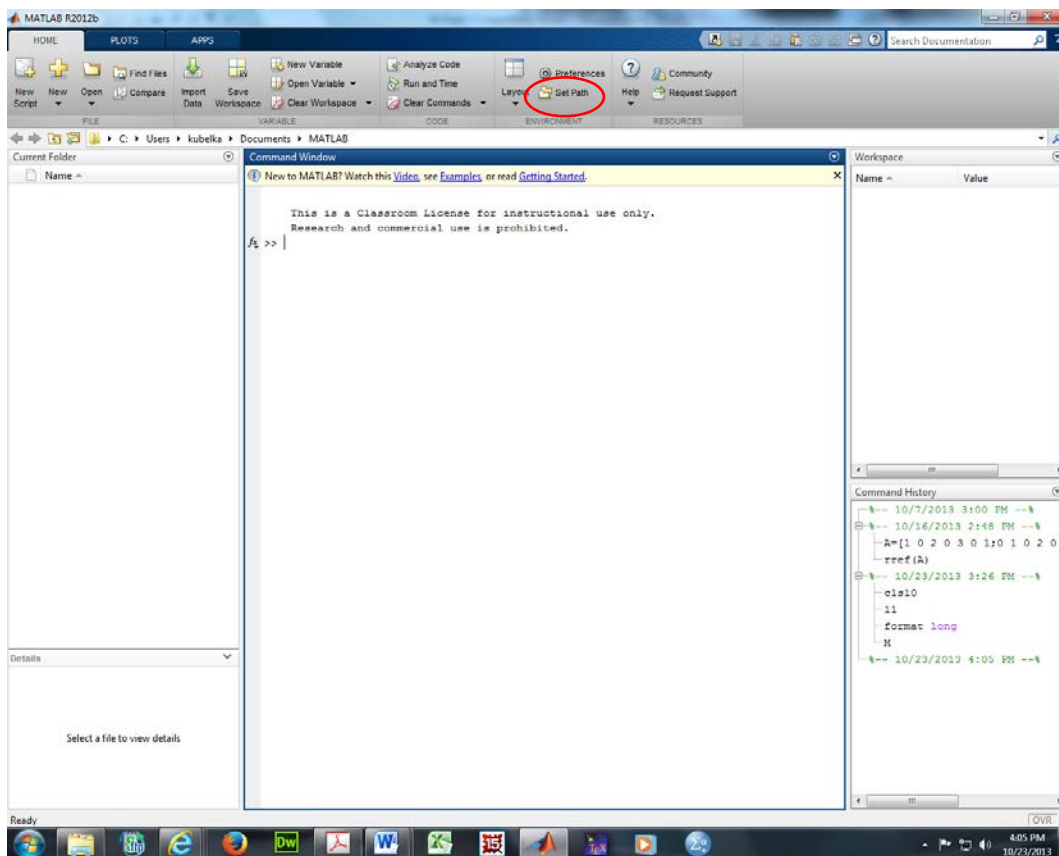 MATLAB R2012b
HOME PLOTS APPS
Search Documentation
New Script
New
Open
Find Files
Compare
Import Data
Save Workspace
New Variable
Open Variable
Clear Workspace
Analyze Code
Run and Time
Clear Commands
Layout
Preferences
Set Path
Help
Community
Request Support
FILE VARIABLE CODE ENVIRONMENT RESOURCES
C: Users kubelka Documents MATLAB
Current Folder
Name
Details
Select a file to view details
Command Window
New to MATLAB? Watch this Video, see Examples, or read Getting Started.
This is a Classroom License for instructional use only.
Research and commercial use is prohibited.
fx >>
Workspace
Name Value
Command History
%-- 10/7/2013 3:00 PM --%
%-- 10/16/2013 2:48 PM --%
A=[1 0 2 0 3 0 1;0 1 0 2 0
rref(A)
%-- 10/23/2013 3:26 PM --%
format long
M
%-- 10/23/2013 4:05 PM --%
Ready
OVR
Dw
4:05 PM
10/23/2013